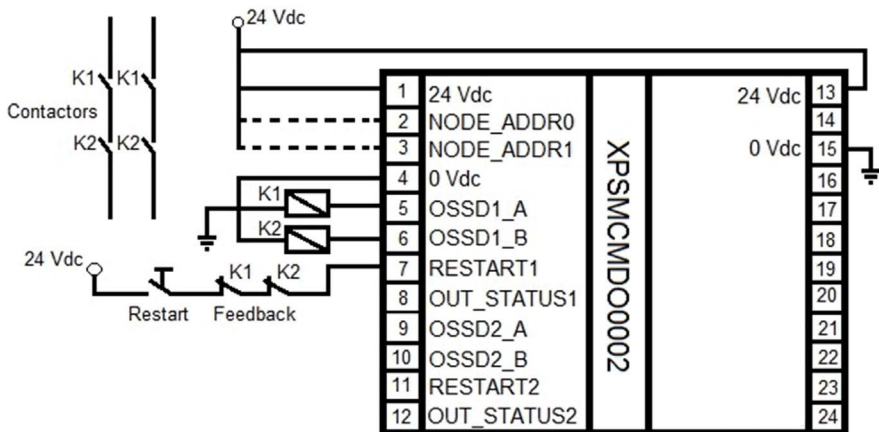 24 Vdc
K1 K1
Contactors
K2 K2
1 24 Vdc
2 NODE_ADDR0
3 NODE_ADDR1
4 0 Vdc
K1
5 OSSD1_A
K2
6 OSSD1_B
24 Vdc
K1 K2
7 RESTART1
Restart Feedback
8 OUT_STATUS1
9 OSSD2_A
10 OSSD2_B
11 RESTART2
12 OUT_STATUS2
XPSMCMDO0002
24 Vdc 13
14
0 Vdc 15
16
17
18
19
20
21
22
23
24